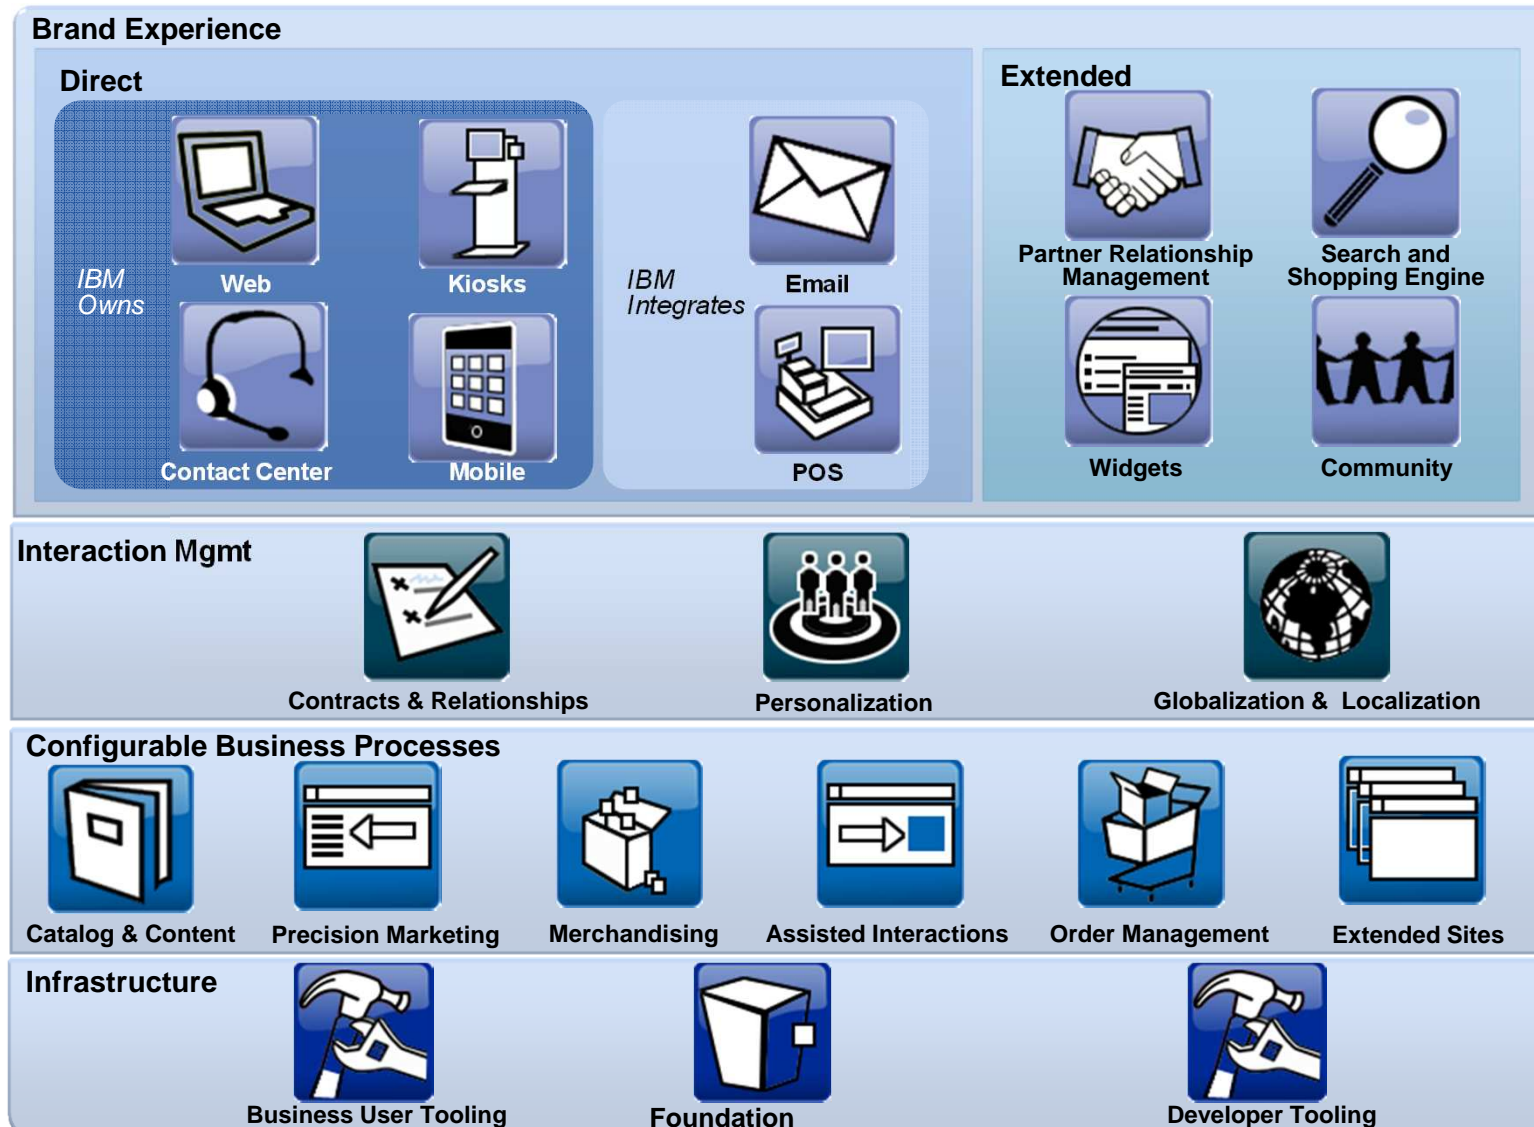 Brand Experience
Direct
Extended
IBM
Owns
Web
Kiosks
IBM
Integrates
Email
Partner Relationship
Management
Search and
Shopping Engine
Contact Center
Mobile
POS
Widgets
Community
Interaction Mgmt
Contracts & Relationships
Personalization
Globalization & Localization
Configurable Business Processes
Catalog & Content
Precision Marketing
Merchandising
Assisted Interactions
Order Management
Extended Sites
Infrastructure
Business User Tooling
Foundation
Developer Tooling